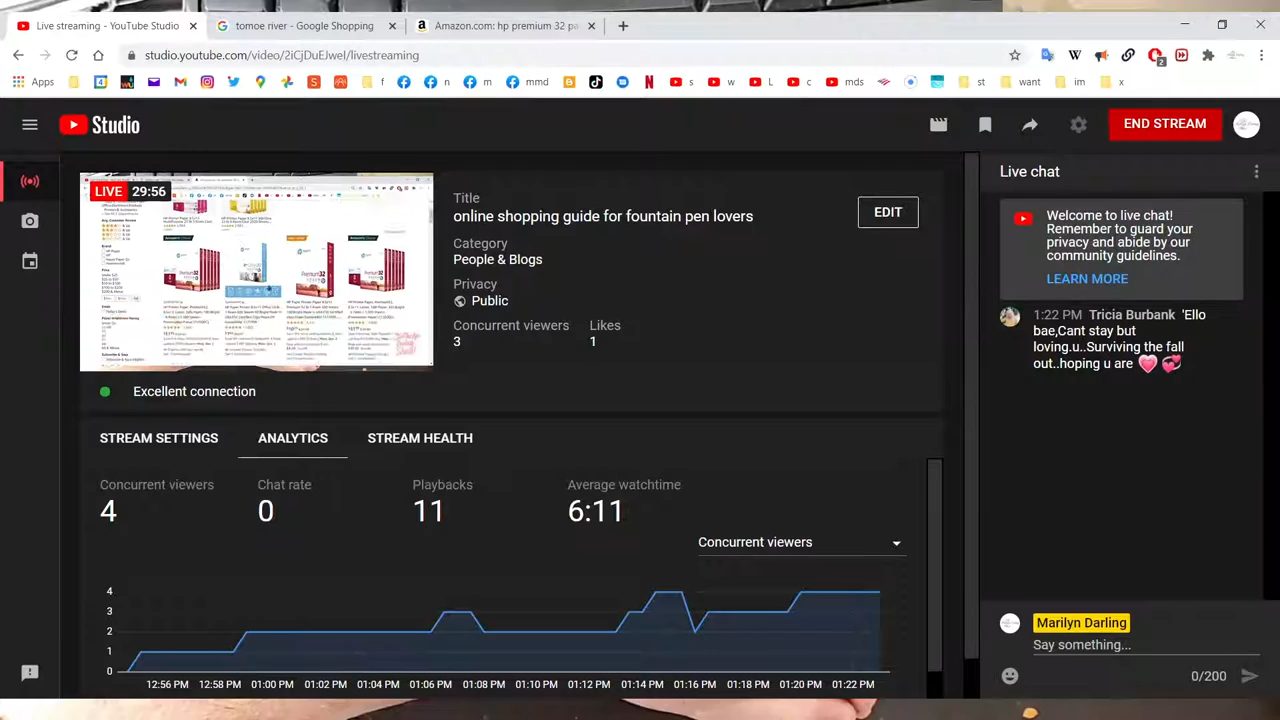 Live streaming - YouTube Studio
tomoe river - Google Shopping
Amazon.com: hp premium 32 pa
studio.youtube.com/video/2iCjDuEJweI/livestreaming
2
Apps
4
wu
S
f
n
m
mmd
N
s
w
L
c
mds
st
want
im
x
Studio
END STREAM
LIVE 29:56
Title
Online shopping guide for fountain pen lovers
Category
People & Blogs
Privacy
Public
Concurrent viewers Likes
3 1
Excellent connection
STREAM SETTINGS ANALYTICS STREAM HEALTH
Concurrent viewers Chat rate Playbacks Average watchtime
4 0 11 6:11
Concurrent viewers
4
3
2
1
0
12:56 PM 12:58 PM 01:00 PM 01:02 PM 01:04 PM 01:06 PM 01:08 PM 01:10 PM 01:12 PM 01:14 PM 01:16 PM 01:18 PM 01:20 PM 01:22 PM
Live chat
Welcome to live chat!
Remember to guard your
privacy and abide by our
community guidelines.
LEARN MORE
1:22 PM Tricia Burbank 'Ello
bae..can't stay but
loving u...Surviving the fall
out..hoping u are
Marilyn Darling
Say something...
0/200